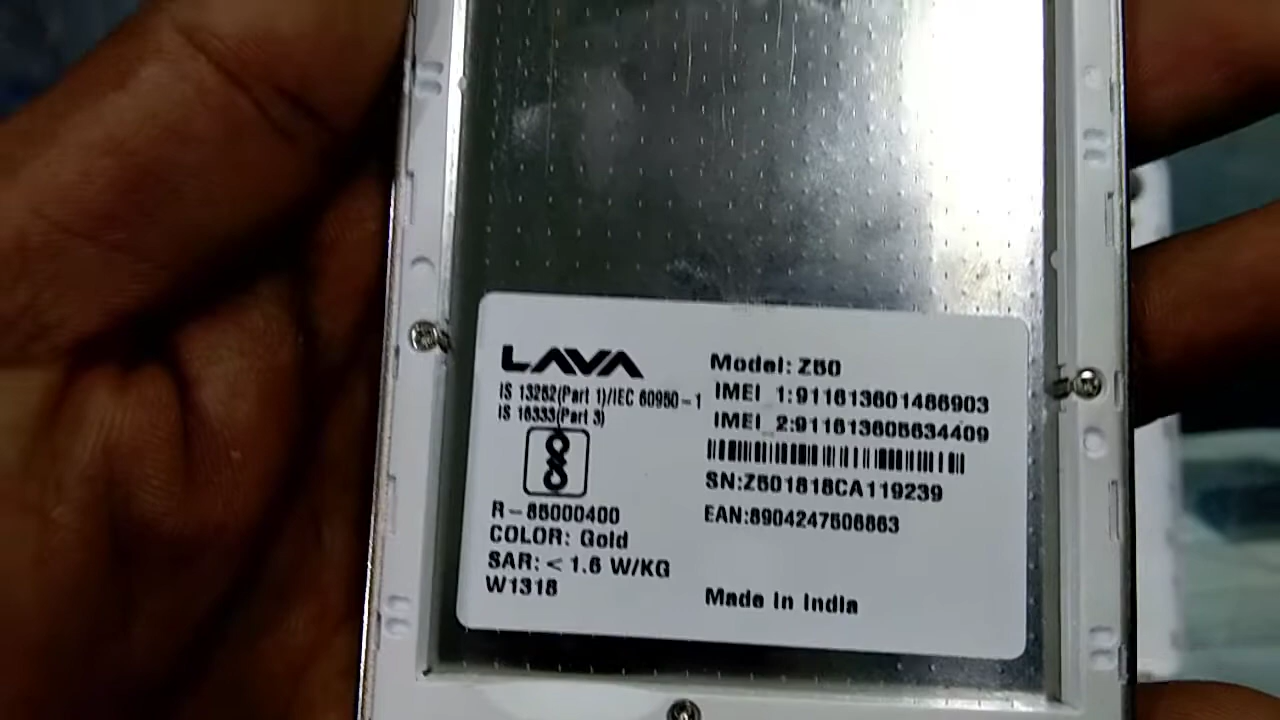 LAVA
IS 13252(Part 1)/IEC 60950-1
IS 16333(Part 3)
R-85000400
COLOR: Gold
SAR: < 1.6 W/KG
W1318
Model: Z50
IMEI_1:911613601486903
IMEI_2:911613605634409
SN:Z501818CA119239
EAN:8904247506863
Made in India